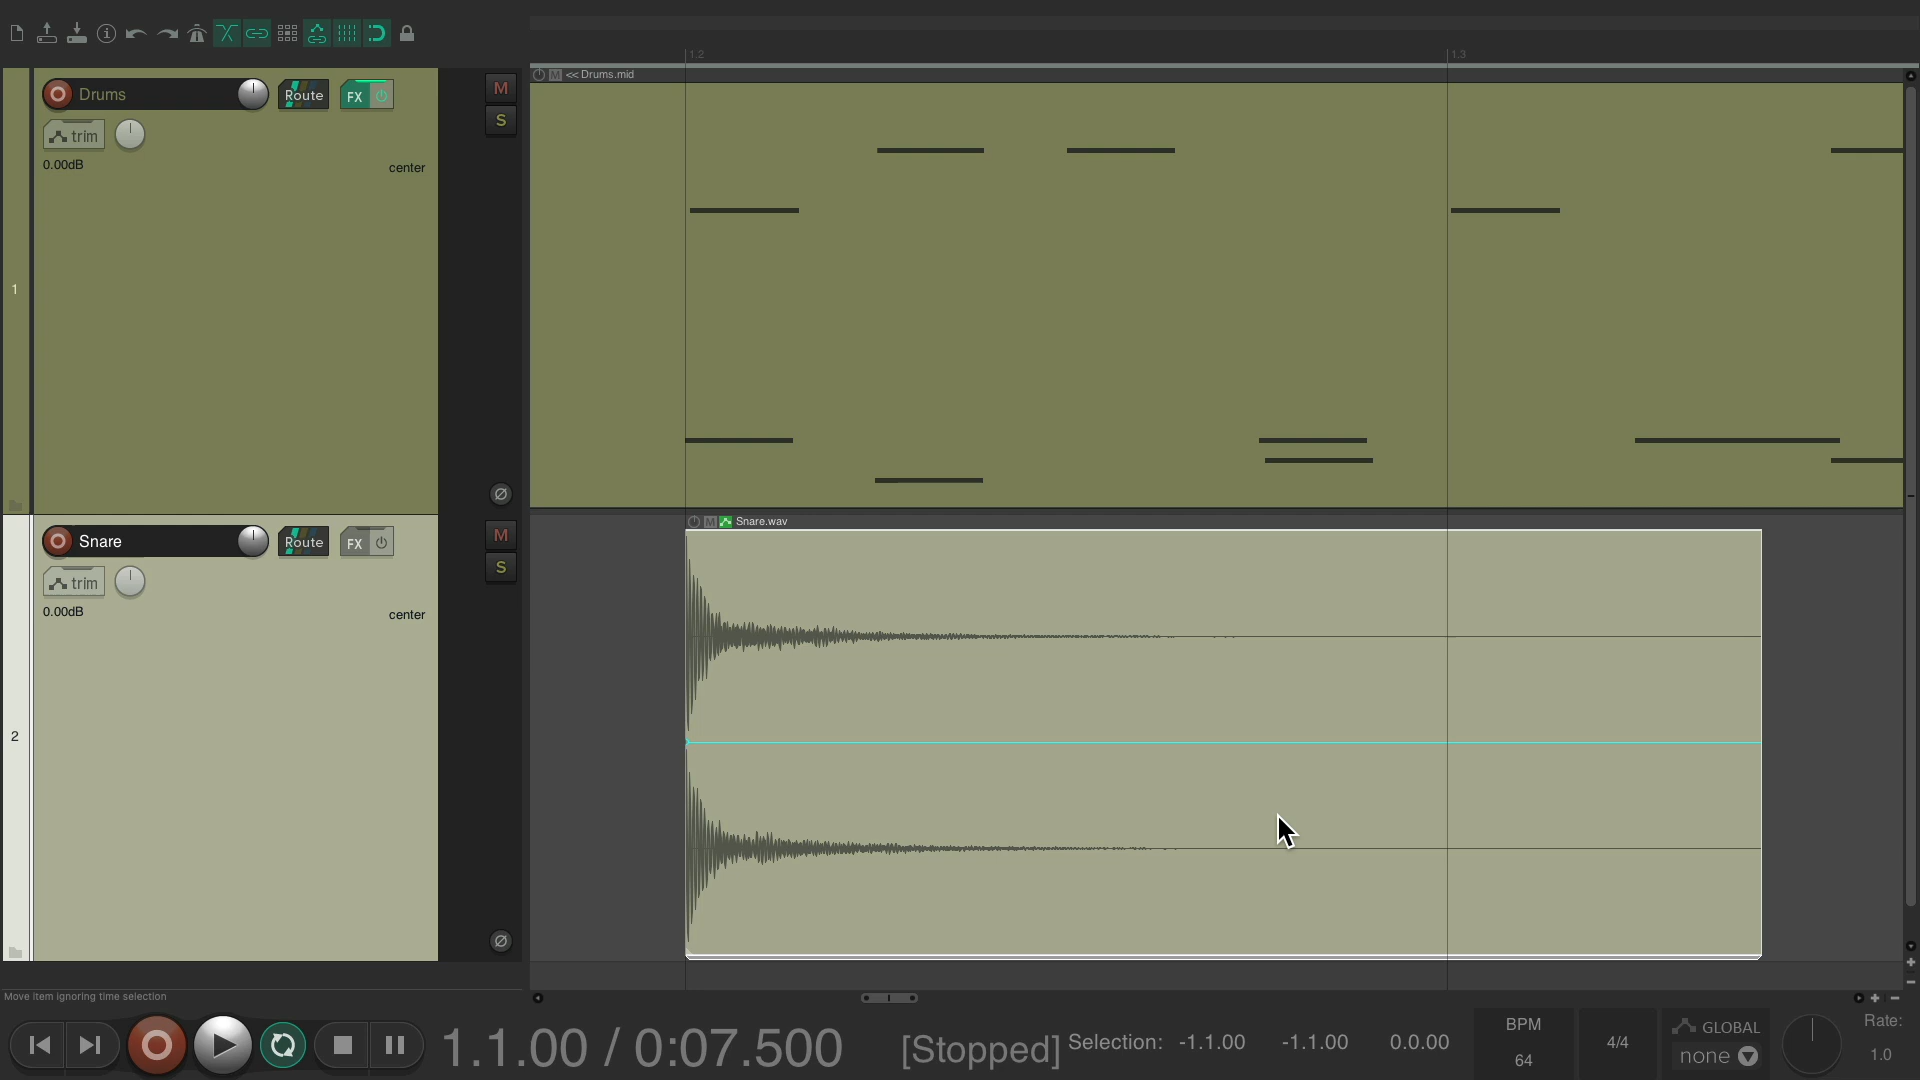 1.2
1.3
Drums
Route
FX
M
<< Drums.mid
M
trim
S
0.00dB
center
1
Snare
Route
FX
M
M
Snare.wav
trim
S
0.00dB
center
2
Move item ignoring time selection
1.1.00 / 0:07.500
[Stopped]
Selection:
-1.1.00
-1.1.00
0.0.00
BPM
64
4/4
GLOBAL
none
Rate:
1.0